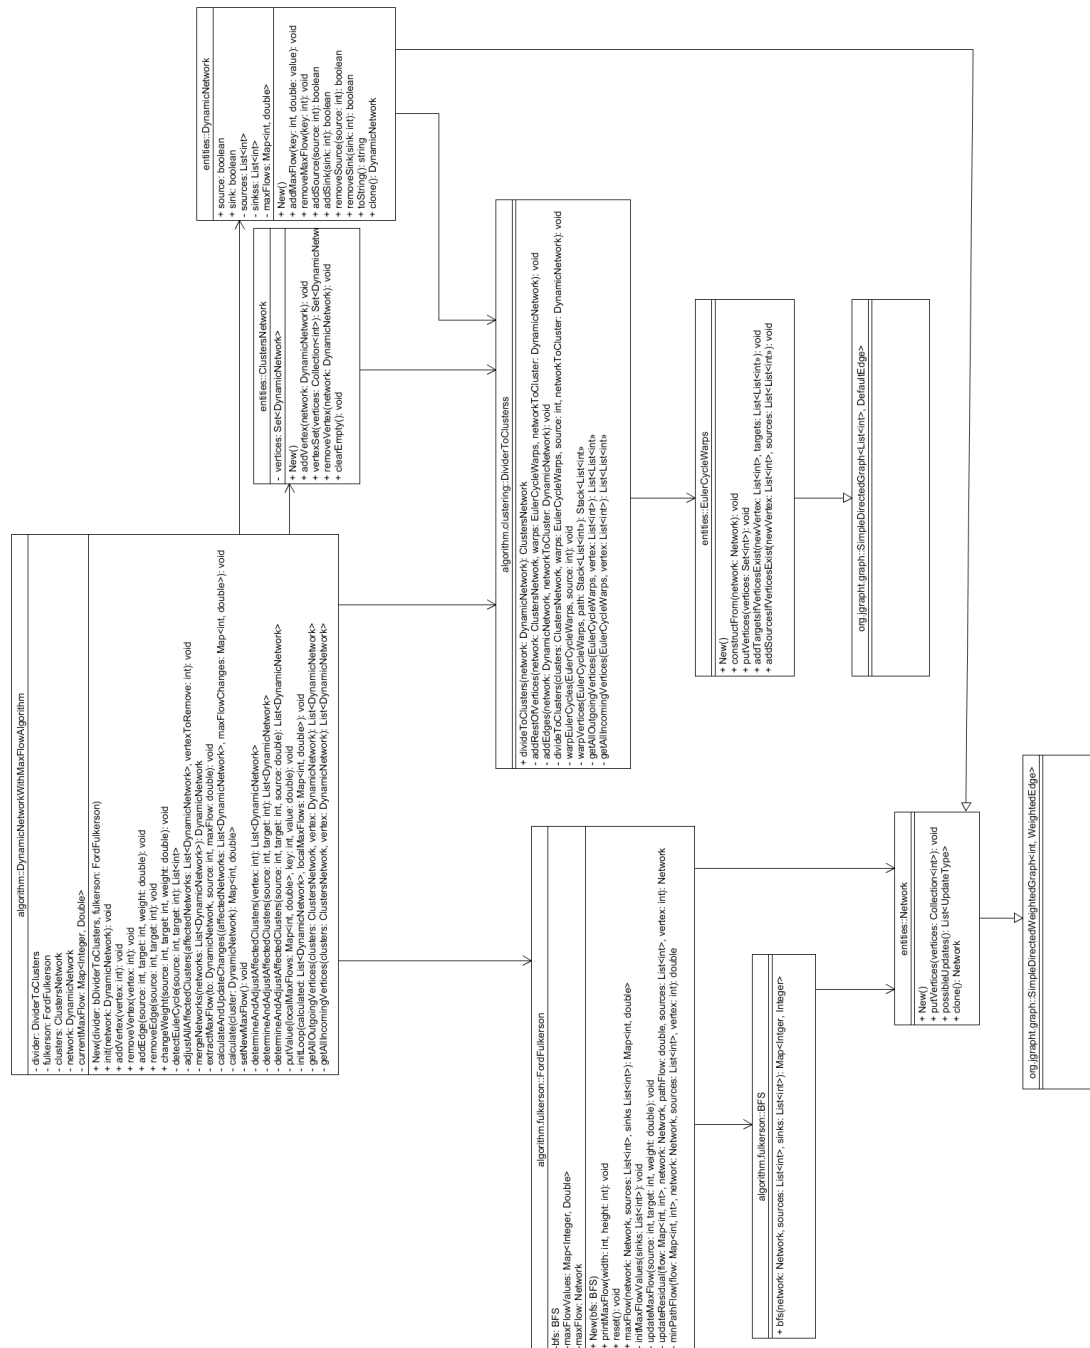 algorithm::DynamicNetworkWithMaxFlowAlgorithm
- divider: DividerToClusters
- fulkerson: FordFulkerson
- clusters: ClustersNetwork
- network: DynamicNetwork
- currentMaxFlow: Map<Integer, Double>
+ New(divider: bDividerToClusters, fulkerson: FordFulkerson)
+ init(network: DynamicNetwork): void
+ addVertex(vertex: int): void
+ removeVertex(vertex: int): void
+ addEdge(source: int, target: int, weight: double): void
+ removeEdge(source: int, target: int): void
+ changeWeight(source: int, target: int, weight: double): void
- detectEulerCycle(source: int, target: int): List<int>
- adjustAllAffectedClusters(affectedNetworks: List<DynamicNetwork>, vertexToRemove: int): void
- mergeNetworks(networks: List<DynamicNetwork>): DynamicNetwork
- extractMaxFlow(to: DynamicNetwork, source: int, maxFlow: double): void
- calculateAndUpdateChanges((affectedNetworks: List<DynamicNetwork>, maxFlowChanges: Map<int, double>): void
- calculate(cluster: DynamicNetwork): Map<int, double>
- setNewMaxFlow(): void
- determineAndAdjustAffectedClusters(vertex: int): List<DynamicNetwork>
- determineAndAdjustAffectedClusters(source: int, target: int): List<DynamicNetwork>
- determineAndAdjustAffectedClusters(source: int, target: int, source: double): List<DynamicNetwork>
- putValue(localMaxFlows: Map<int, double>, key: int, value: double): void
- initLoop(calculated: List<DynamicNetwork>, localMaxFlows: Map<int, double>): void
- getAllOutgoingVertices(clusters: ClustersNetwork, vertex: DynamicNetwork): List<DynamicNetwork>
- getAllIncomingVertices(clusters: ClustersNetwork, vertex: DynamicNetwork): List<DynamicNetwork>
entities::DynamicNetwork
+ source: boolean
+ sink: boolean
- sources: List<int>
- sinkss: List<int>
- maxFlows: Map<int, double>
+ New()
+ addMaxFlow(key: int, double: value): void
+ removeMaxFlow(key: int): void
+ addSource(source: int): boolean
+ addSink(sink: int): boolean
+ removeSource(source: int): boolean
+ removeSink(sink: int): boolean
+ toString(): string
+ clone(): DynamicNetwork
entities::ClustersNetwork
- vertices: Set<DynamicNetwork>
+ New()
+ addVertex(network: DynamicNetwork): void
+ vertexSet(vertices: Collection<int>): Set<DynamicNetw
+ removeVertex(network: DynamicNetwork): void
+ clearEmpty(): void
algorithm.clustering::DividerToClusterss
+ divideToClusters(network: DynamicNetwork): ClustersNetwork
- addRestOfVertices(network: ClustersNetwork, warps: EulerCycleWarps, networkToCluster: DynamicNetwork): void
- addEdges(network: DynamicNetwork, networkToCluster: DynamicNetwork): void
- divideToClusters(clusters: ClustersNetwork, warps: EulerCycleWarps, source: int, networkToCluster: DynamicNetwork): void
- warpEulerCycles(EulerCycleWarps, source: int): void
- warpVertices(EulerCycleWarps, path: Stack<List<int>): Stack<List<int>
- getAllOutgoingVertices(EulerCycleWarps, vertex: List<int>): List<List<int>
- getAllIncomingVertices(EulerCycleWarps, vertex: List<int>): List<List<int>
entities::EulerCycleWarps
+ New()
+ constructFrom(network: Network): void
+ putVertices(vertices: Set<int>): void
+ addTargetsIfVerticesExist(newVertex: List<int>, targets: List<List<int>): void
+ addSourcesIfVerticesExist(newVertex: List<int>, sources: List<List<int>): void
org.jgrapht.graph::SimpleDirectedGraph<List<int>, DefaultEdge>
algorithm.fulkerson::FordFulkerson
-bfs: BFS
-maxFlowValues: Map<Integer, Double>
-maxFlow: Network
+ New(bfs: BFS)
+ printMaxFlow(width: int, height: int): void
+ reset(): void
+ maxFlow(network: Network, sources: List<int>, sinks List<int>): Map<int, double>
- initMaxFlowValues(sinks: List<int>): void
- updateMaxFlow(source: int, target: int, weight: double): void
- updateResidual(flow: Map<int, int>, network: Network, pathFlow: double, sources: List<int>, vertex: int): Network
- minPathFlow(flow: Map<int, int>, network: Network, sources: List<int>, vertex: int): double
algorithm.fulkerson::BFS
+ bfs(network: Network, sources: List<int>, sinks: List<int>): Map<Intger, Integer>
entities::Network
+ New()
+ putVertices(vertices: Collection<int>): void
+ possibleUpdates(): List<UpdateType>
+ clone(): Network
org.jgrapht.graph::SimpleDirectedWeightedGraph<int, WeightedEdge>